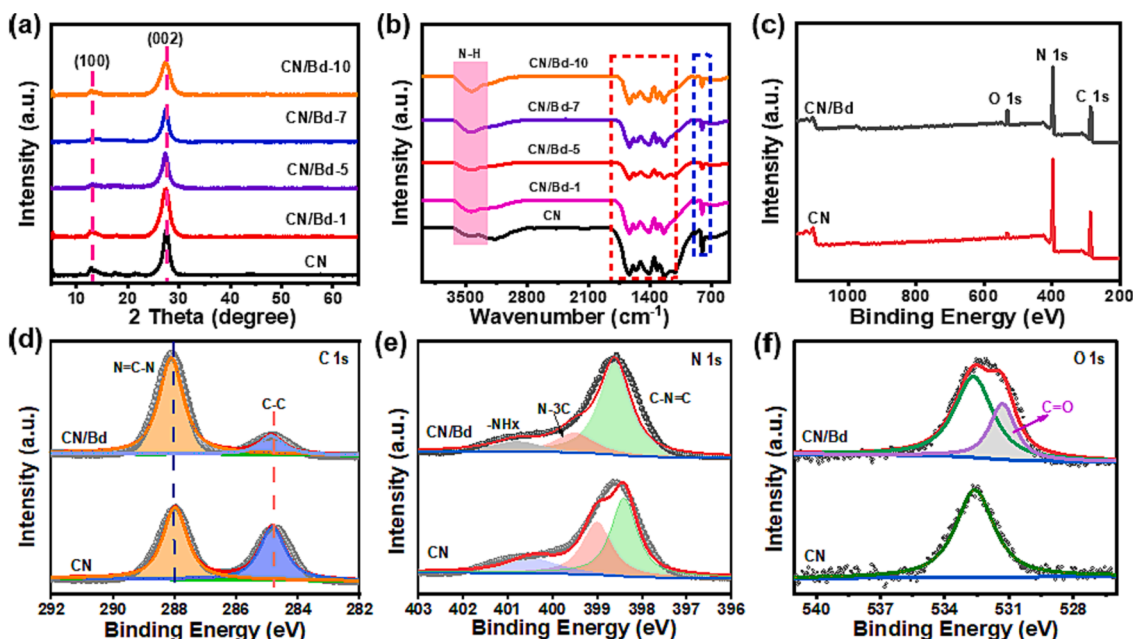 (a)
(100)
(002)
CN/Bd-10
CN/Bd-7
CN/Bd-5
CN/Bd-1
CN
Intensity (a.u.)
5 13 20 27 35 50 65
2 Theta (degree)
(b)
N-H
CN/Bd-10
CN/Bd-7
CN/Bd-5
CN/Bd-1
CN
Intensity (a.u.)
3500 2800 2100 1400 700
Wavenumber (cm-1)
(c)
N 1s
O 1s
C 1s
CN/Bd
CN
Intensity (a.u.)
1000 800 600 400 200
Binding Energy (eV)
(d)
C 1s
N=C-N
C-C
CN/Bd
CN
Intensity (a.u.)
292 290 288 286 284 282
Binding Energy (eV)
(e)
N 1s
C-N=C
N-3C
-NHx
CN/Bd
CN
Intensity (a.u.)
403 402 401 400 399 398 397 396
Binding Energy (eV)
(f)
O 1s
C=O
CN/Bd
CN
Intensity (a.u.)
540 537 534 531 528
Binding Energy (eV)